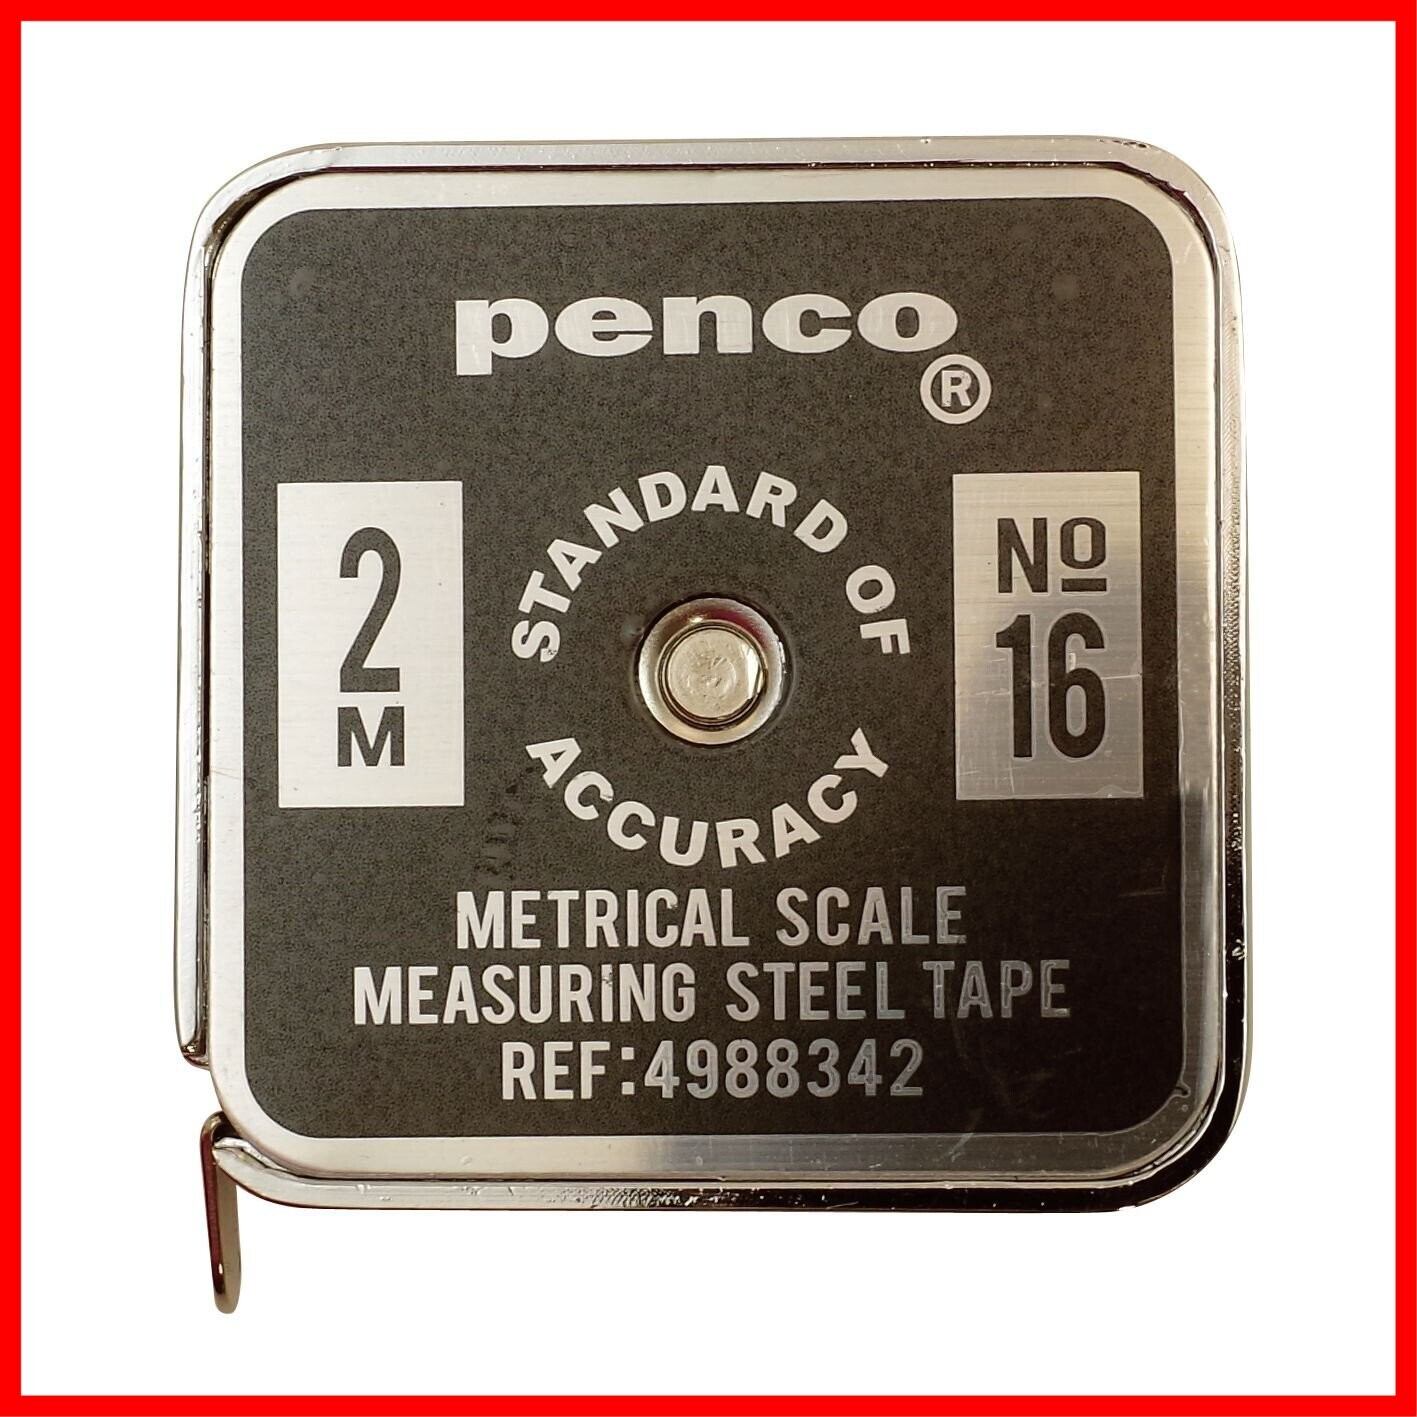 penco®
2
M
STANDARD OF
ACCURACY
Nº
16
METRICAL SCALE
MEASURING STEEL TAPE
REF:4988342